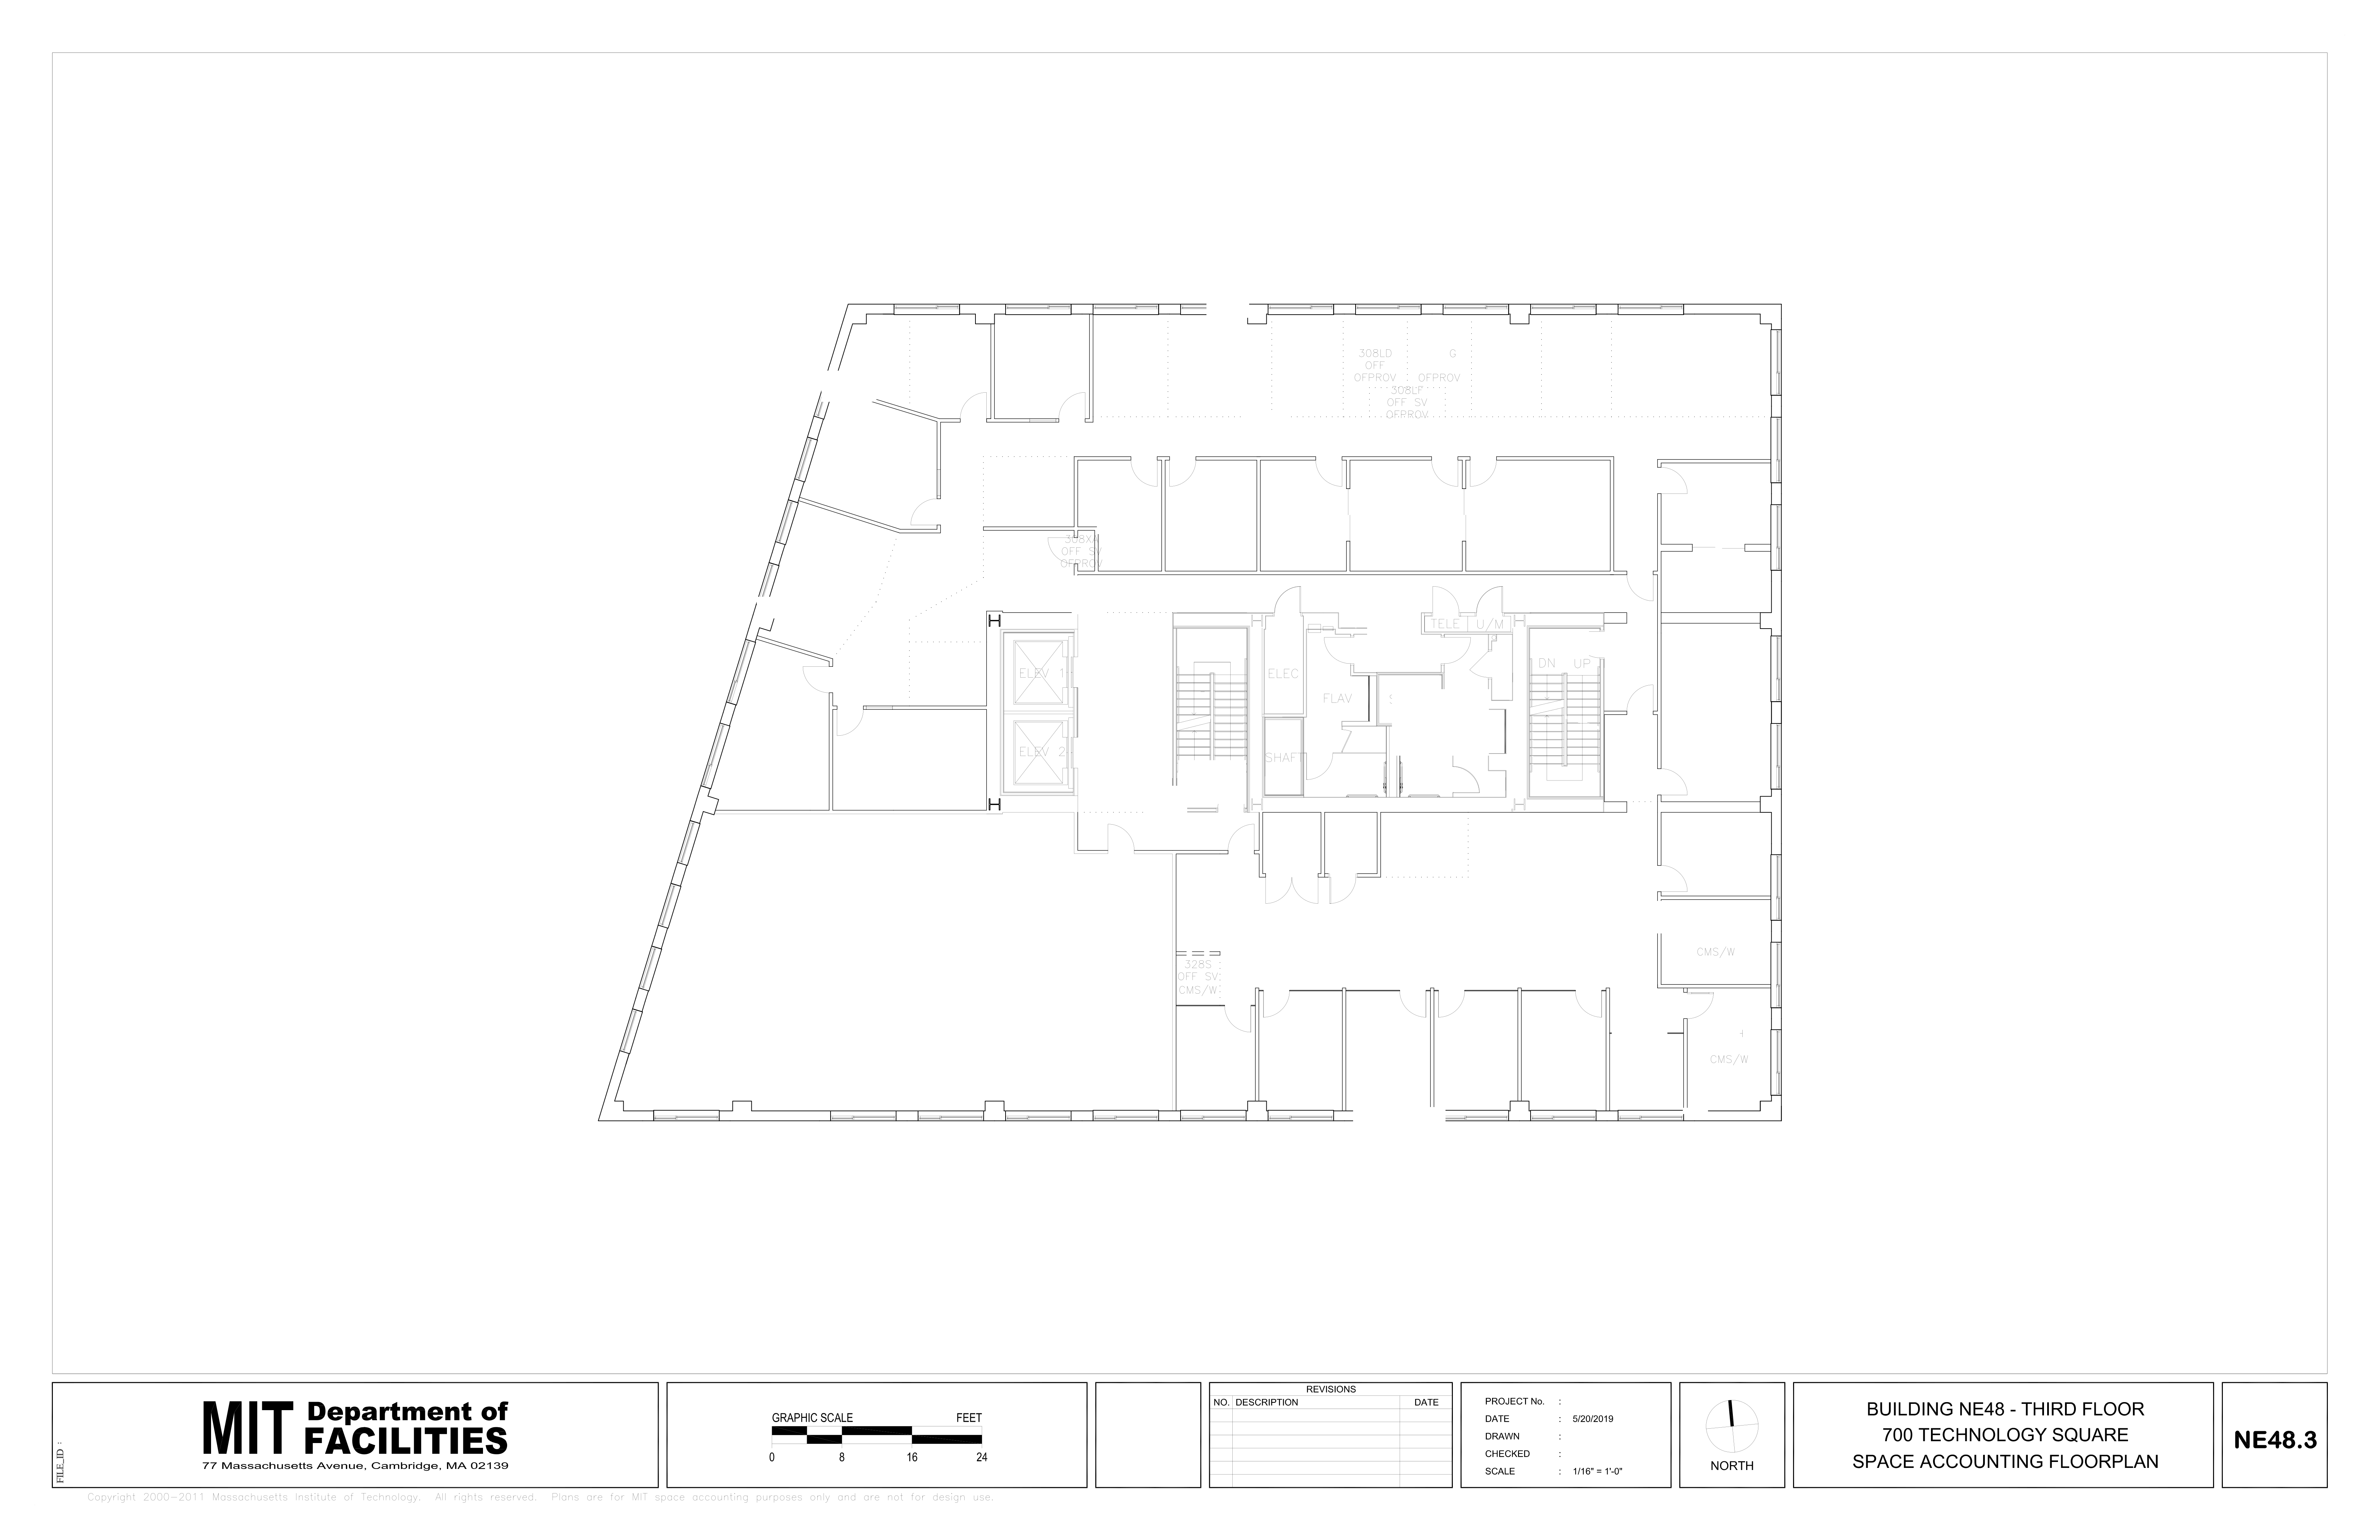 308LD
OFF
OFPROV
G
OFPROV
308LF
OFF SV
OFPROV
308XA
OFF SV
OFPROV
TELE
U/M
ELEV 1
ELEC
DN
UP
FLAV
ELEV 2
SHAFT
CMS/W
328S
OFF SV
CMS/W
CMS/W
FILE_ID :
MIT Department of
FACILITIES
77 Massachusetts Avenue, Cambridge, MA 02139
GRAPHIC SCALE FEET
0 8 16 24
REVISIONS
NO. DESCRIPTION DATE
PROJECT No. :
DATE : 5/20/2019
DRAWN :
CHECKED :
SCALE : 1/16" = 1'-0"
NORTH
BUILDING NE48 - THIRD FLOOR
700 TECHNOLOGY SQUARE
SPACE ACCOUNTING FLOORPLAN
NE48.3
Copyright 2000-2011 Massachusetts Institute of Technology. All rights reserved. Plans are for MIT space accounting purposes only and are not for design use.